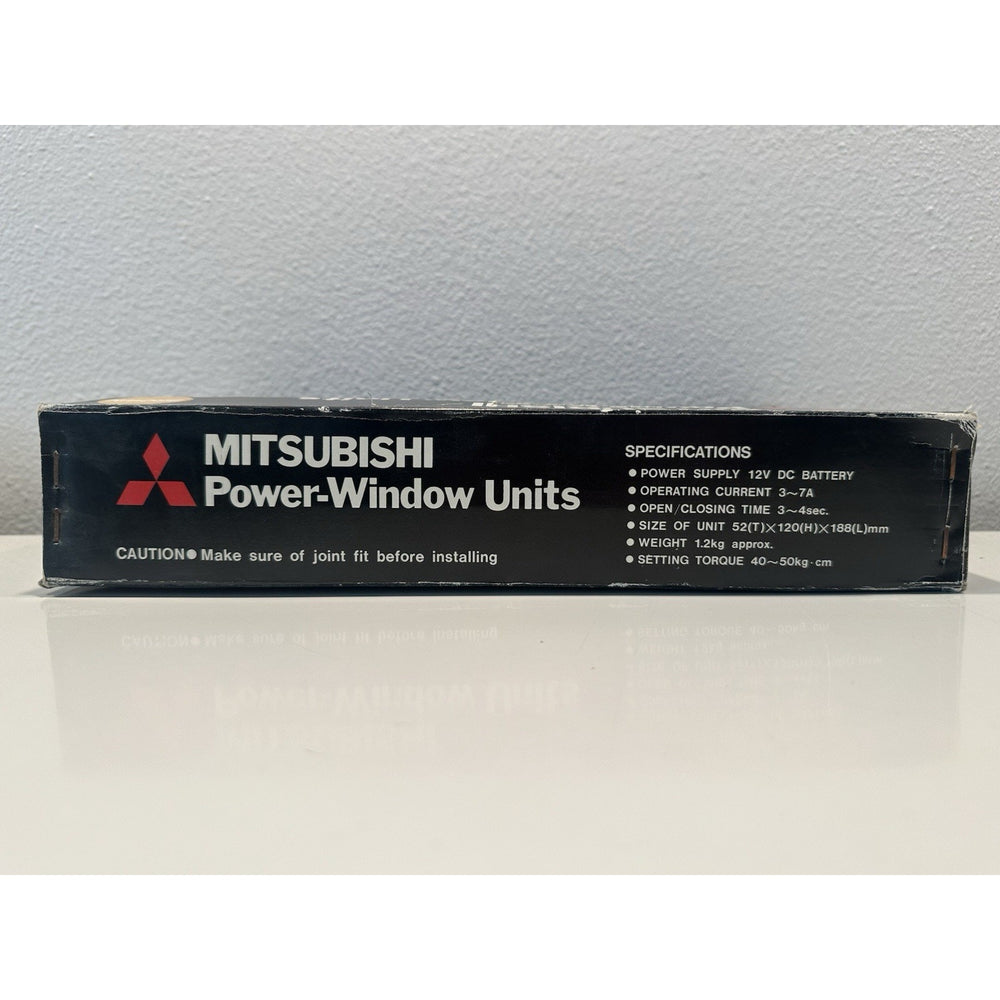 MITSUBISHI
Power-Window Units
CAUTION● Make sure of joint fit before installing
SPECIFICATIONS
● POWER SUPPLY 12V DC BATTERY
● OPERATING CURRENT 3~7A
● OPEN/CLOSING TIME 3~4sec.
● SIZE OF UNIT 52(T)×120(H)×188(L)mm
● WEIGHT 1.2kg approx.
● SETTING TORQUE 40~50kg·cm